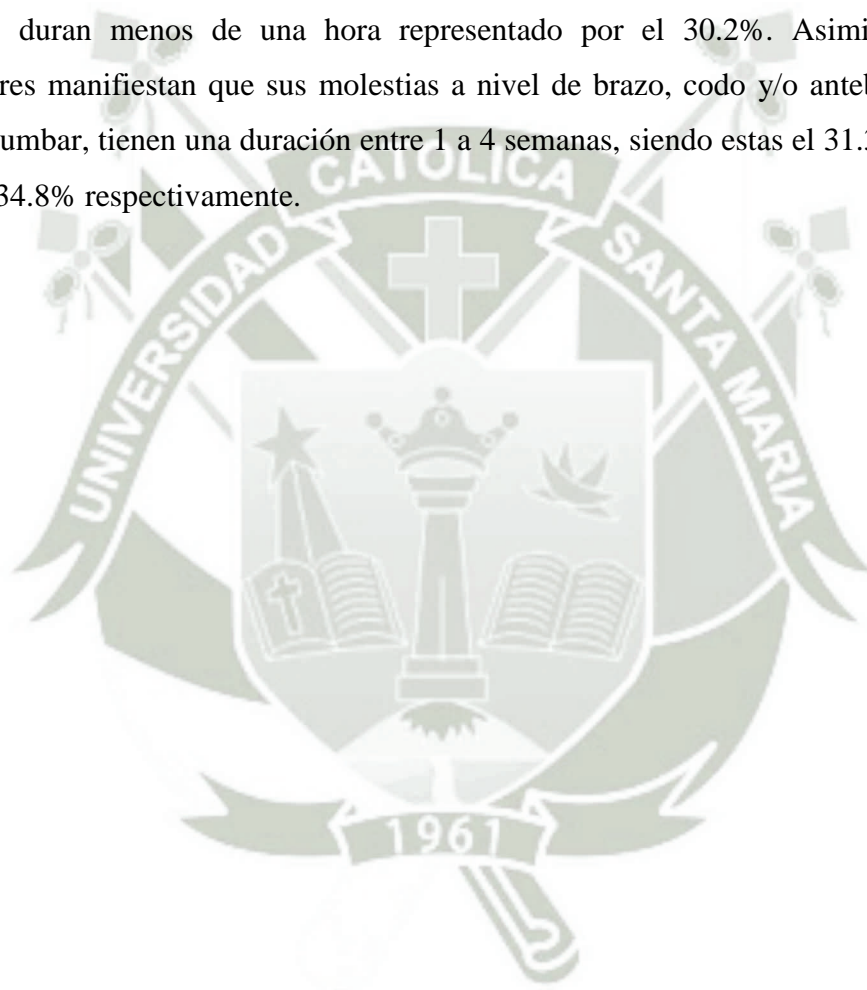 duran menos de una hora representado por el 30.2%. Asimi
res manifiestan que sus molestias a nivel de brazo, codo y/o anteb
umbar, tienen una duración entre 1 a 4 semanas, siendo estas el 31.
34.8% respectivamente.
CATOLICA
UNIVERSIDAD
SANTA MARIA
1961